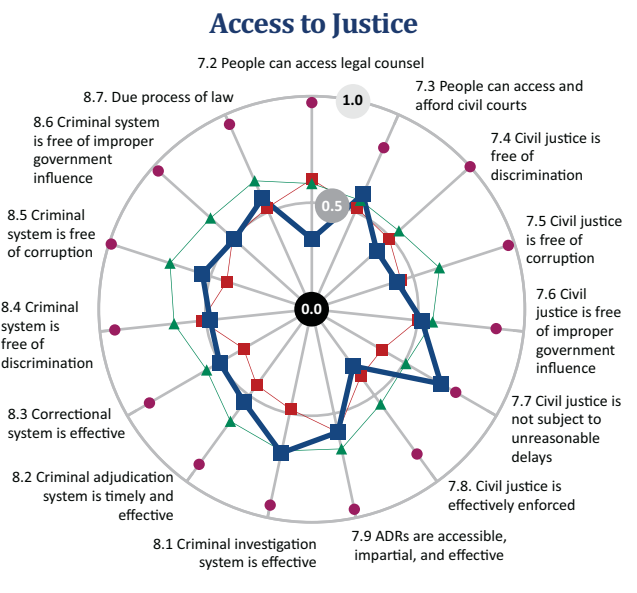 Access to Justice
7.2 People can access legal counsel
1.0
7.3 People can access and
afford civil courts
7.4 Civil justice is
free of
discrimination
0.5
7.5 Civil justice
is free of
corruption
0.0
7.6 Civil
justice is free
of improper
government
influence
7.7 Civil justice is
not subject to
unreasonable
delays
7.8. Civil justice is
effectively enforced
7.9 ADRs are accessible,
impartial, and effective
8.1 Criminal investigation
system is effective
8.2 Criminal adjudication
system is timely and
effective
8.3 Correctional
system is effective
8.4 Criminal
system is
free of
discrimination
8.5 Criminal
system is free
of corruption
8.6 Criminal system
is free of improper
government
influence
8.7. Due process of law